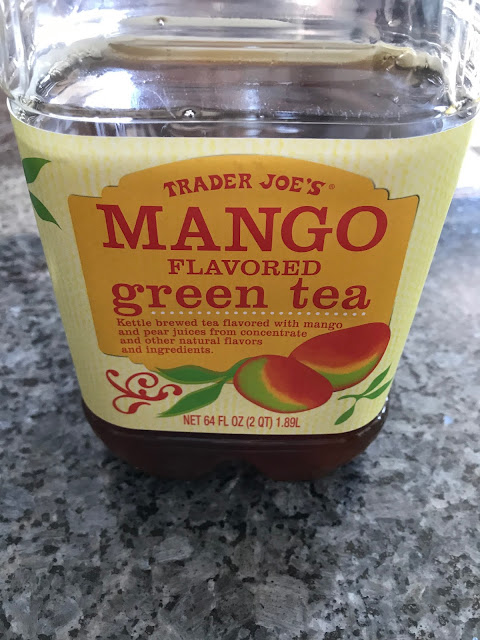 TRADER JOE'S®
MANGO
FLAVORED
green tea
Kettle brewed tea flavored with mango
and pear juices from concentrate
and other natural flavors
and ingredients.
NET 64 FL OZ (2 QT) 1.89L